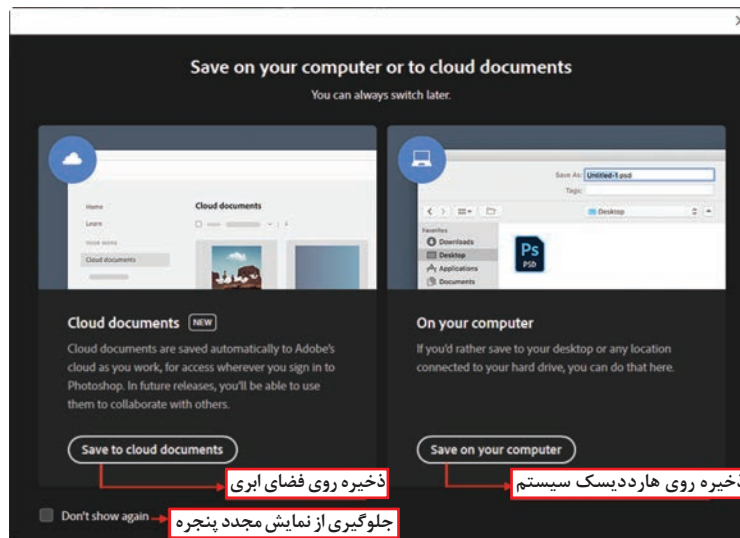 Save on your computer or to cloud documents
You can always switch later.
Home
Learn
Cloud documents
Cloud documents
Save As: Untitled-1.psd
Tags:
Desktop
Favorites
Downloads
Desktop
Applications
Documents
Ps
PSD
Cloud documents NEW
Cloud documents are saved automatically to Adobe's
cloud as you work, for access wherever you sign in to
Photoshop. In future releases, you'll be able to use
them to collaborate with others.
Save to cloud documents
ذخیره روی فضای ابری
On your computer
If you'd rather save to your desktop or any location
connected to your hard drive, you can do that here.
Save on your computer
ذخیره روی هارددیسک سیستم
Don't show again
جلوگیری از نمایش مجدد پنجره